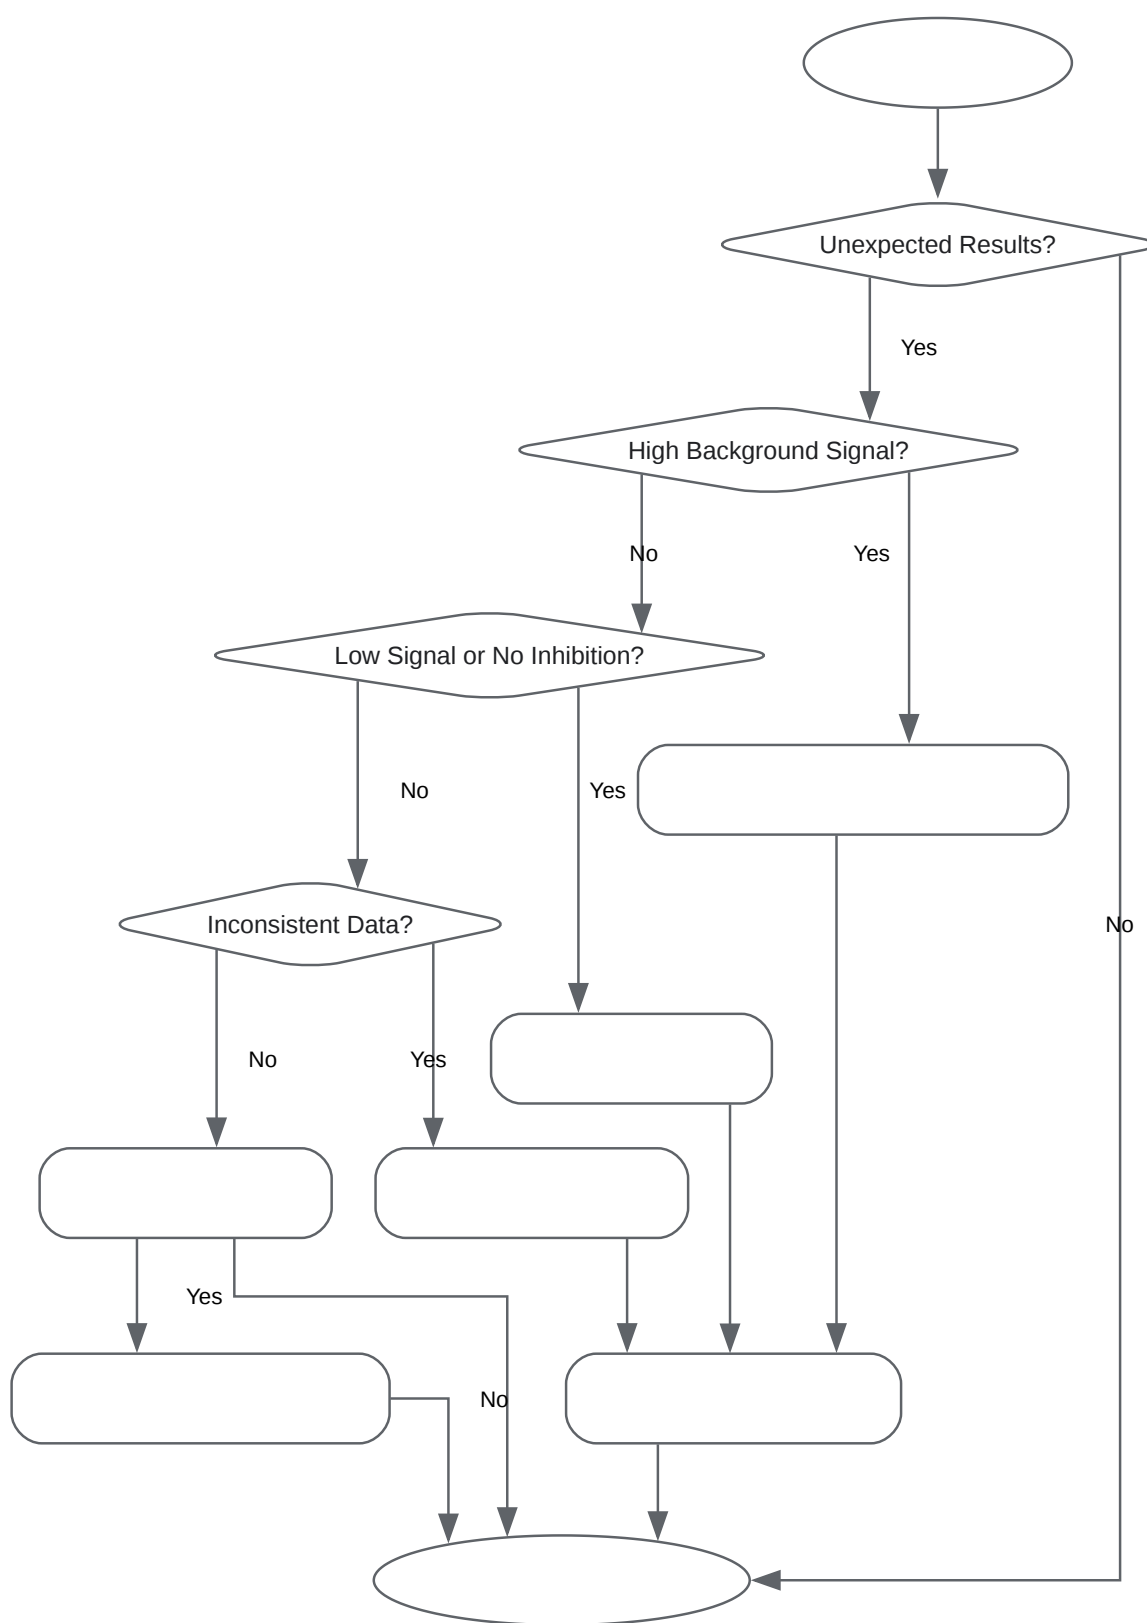 Unexpected Results?
Yes
High Background Signal?
No
Yes
Low Signal or No Inhibition?
No
Yes
Inconsistent Data?
No
No
Yes
Yes
No